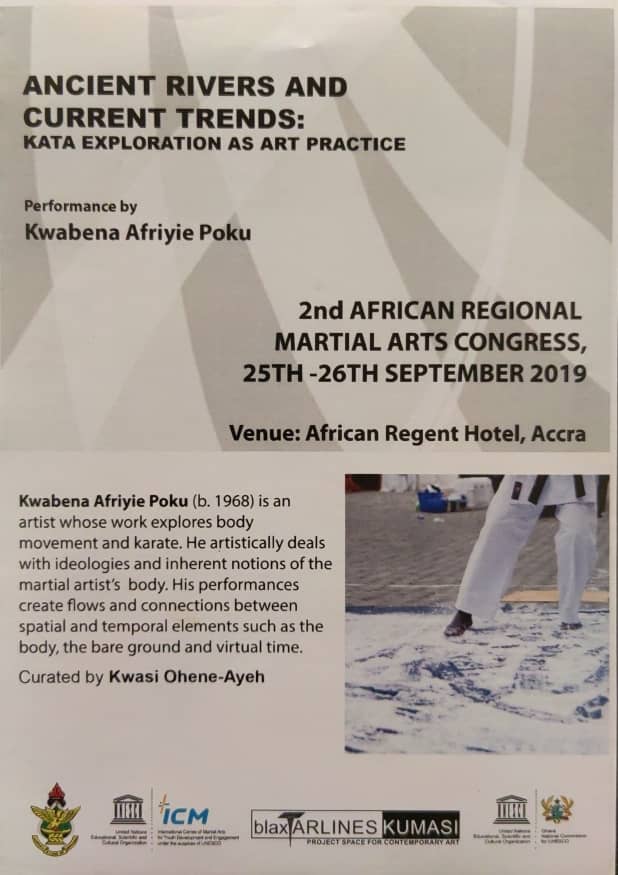 ANCIENT RIVERS AND
CURRENT TRENDS:
KATA EXPLORATION AS ART PRACTICE
Performance by
Kwabena Afriyie Poku
2nd AFRICAN REGIONAL
MARTIAL ARTS CONGRESS,
25TH -26TH SEPTEMBER 2019
Venue: African Regent Hotel, Accra
Kwabena Afriyie Poku (b. 1968) is an
artist whose work explores body
movement and karate. He artistically deals
with ideologies and inherent notions of the
martial artist’s body. His performances
create flows and connections between
spatial and temporal elements such as the
body, the bare ground and virtual time.
Curated by Kwasi Ohene-Ayeh
United Nations
Educational, Scientific and
Cultural Organization
ICM
International Centre of Martial Arts
for Youth Development and Engagement
under the auspices of UNESCO
blaxTARLINES KUMASI
PROJECT SPACE FOR CONTEMPORARY ART
United Nations
Educational, Scientific and
Cultural Organization
Ghana
National Commission
for UNESCO